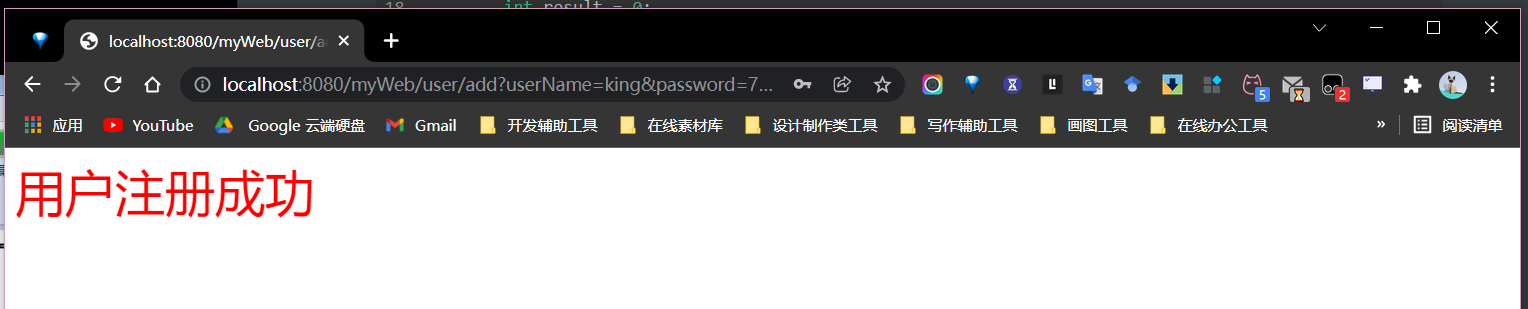 18 int result = 0;
localhost:8080/myWeb/user/a
localhost:8080/myWeb/user/add?userName=king&password=7...
5
2
应用 YouTube Google 云端硬盘 Gmail 开发辅助工具 在线素材库 设计制作类工具 写作辅助工具 画图工具 在线办公工具 » 阅读清单
用户注册成功